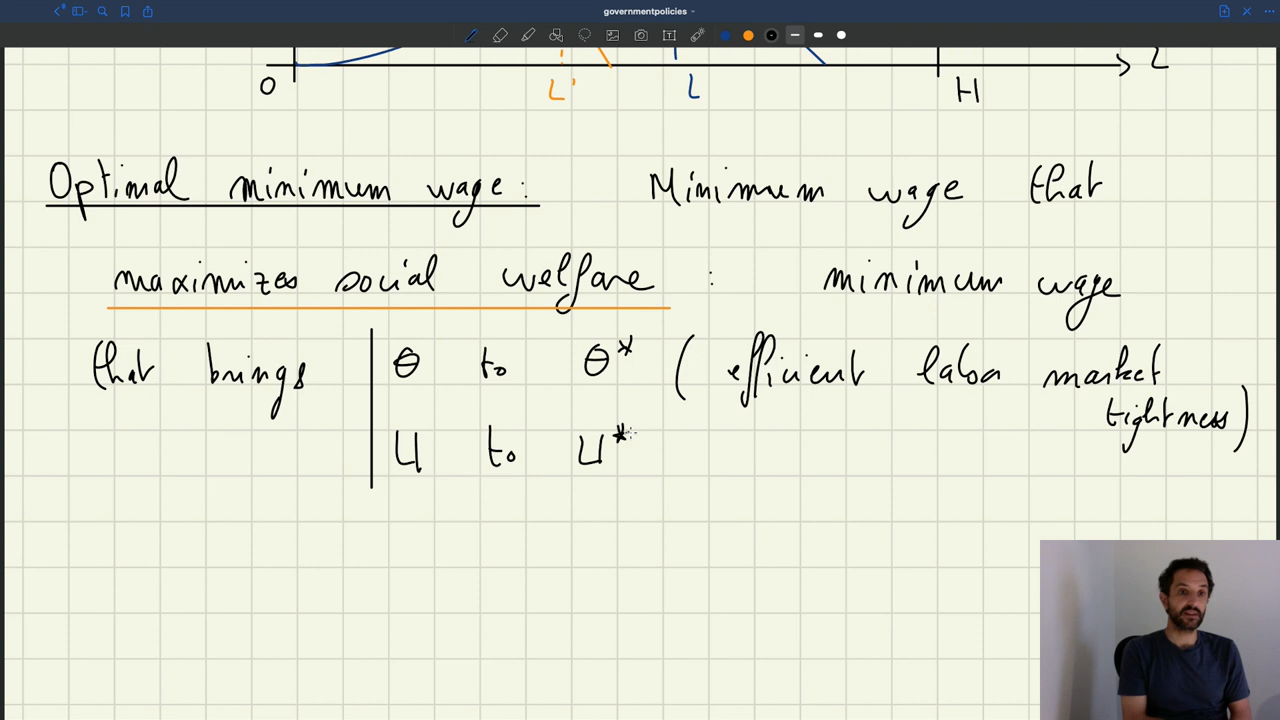 governmentpolicies
O L' L H L
Optimal minimum wage: Minimum wage that
maximizes social welfare : minimum wage
that brings θ to θ* (efficient labor market
tightness)
u to u*